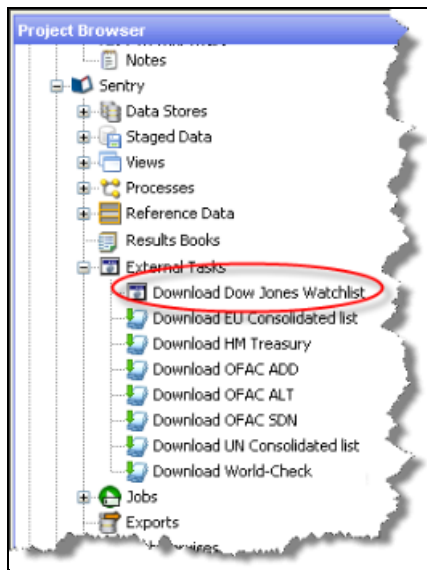 Project Browser
Notes
Sentry
Data Stores
Staged Data
Views
Processes
Reference Data
Results Books
External Tasks
Download Dow Jones Watchlist
Download EU Consolidated list
Download HM Treasury
Download OFAC ADD
Download OFAC ALT
Download OFAC SDN
Download UN Consolidated list
Download World-Check
Jobs
Exports